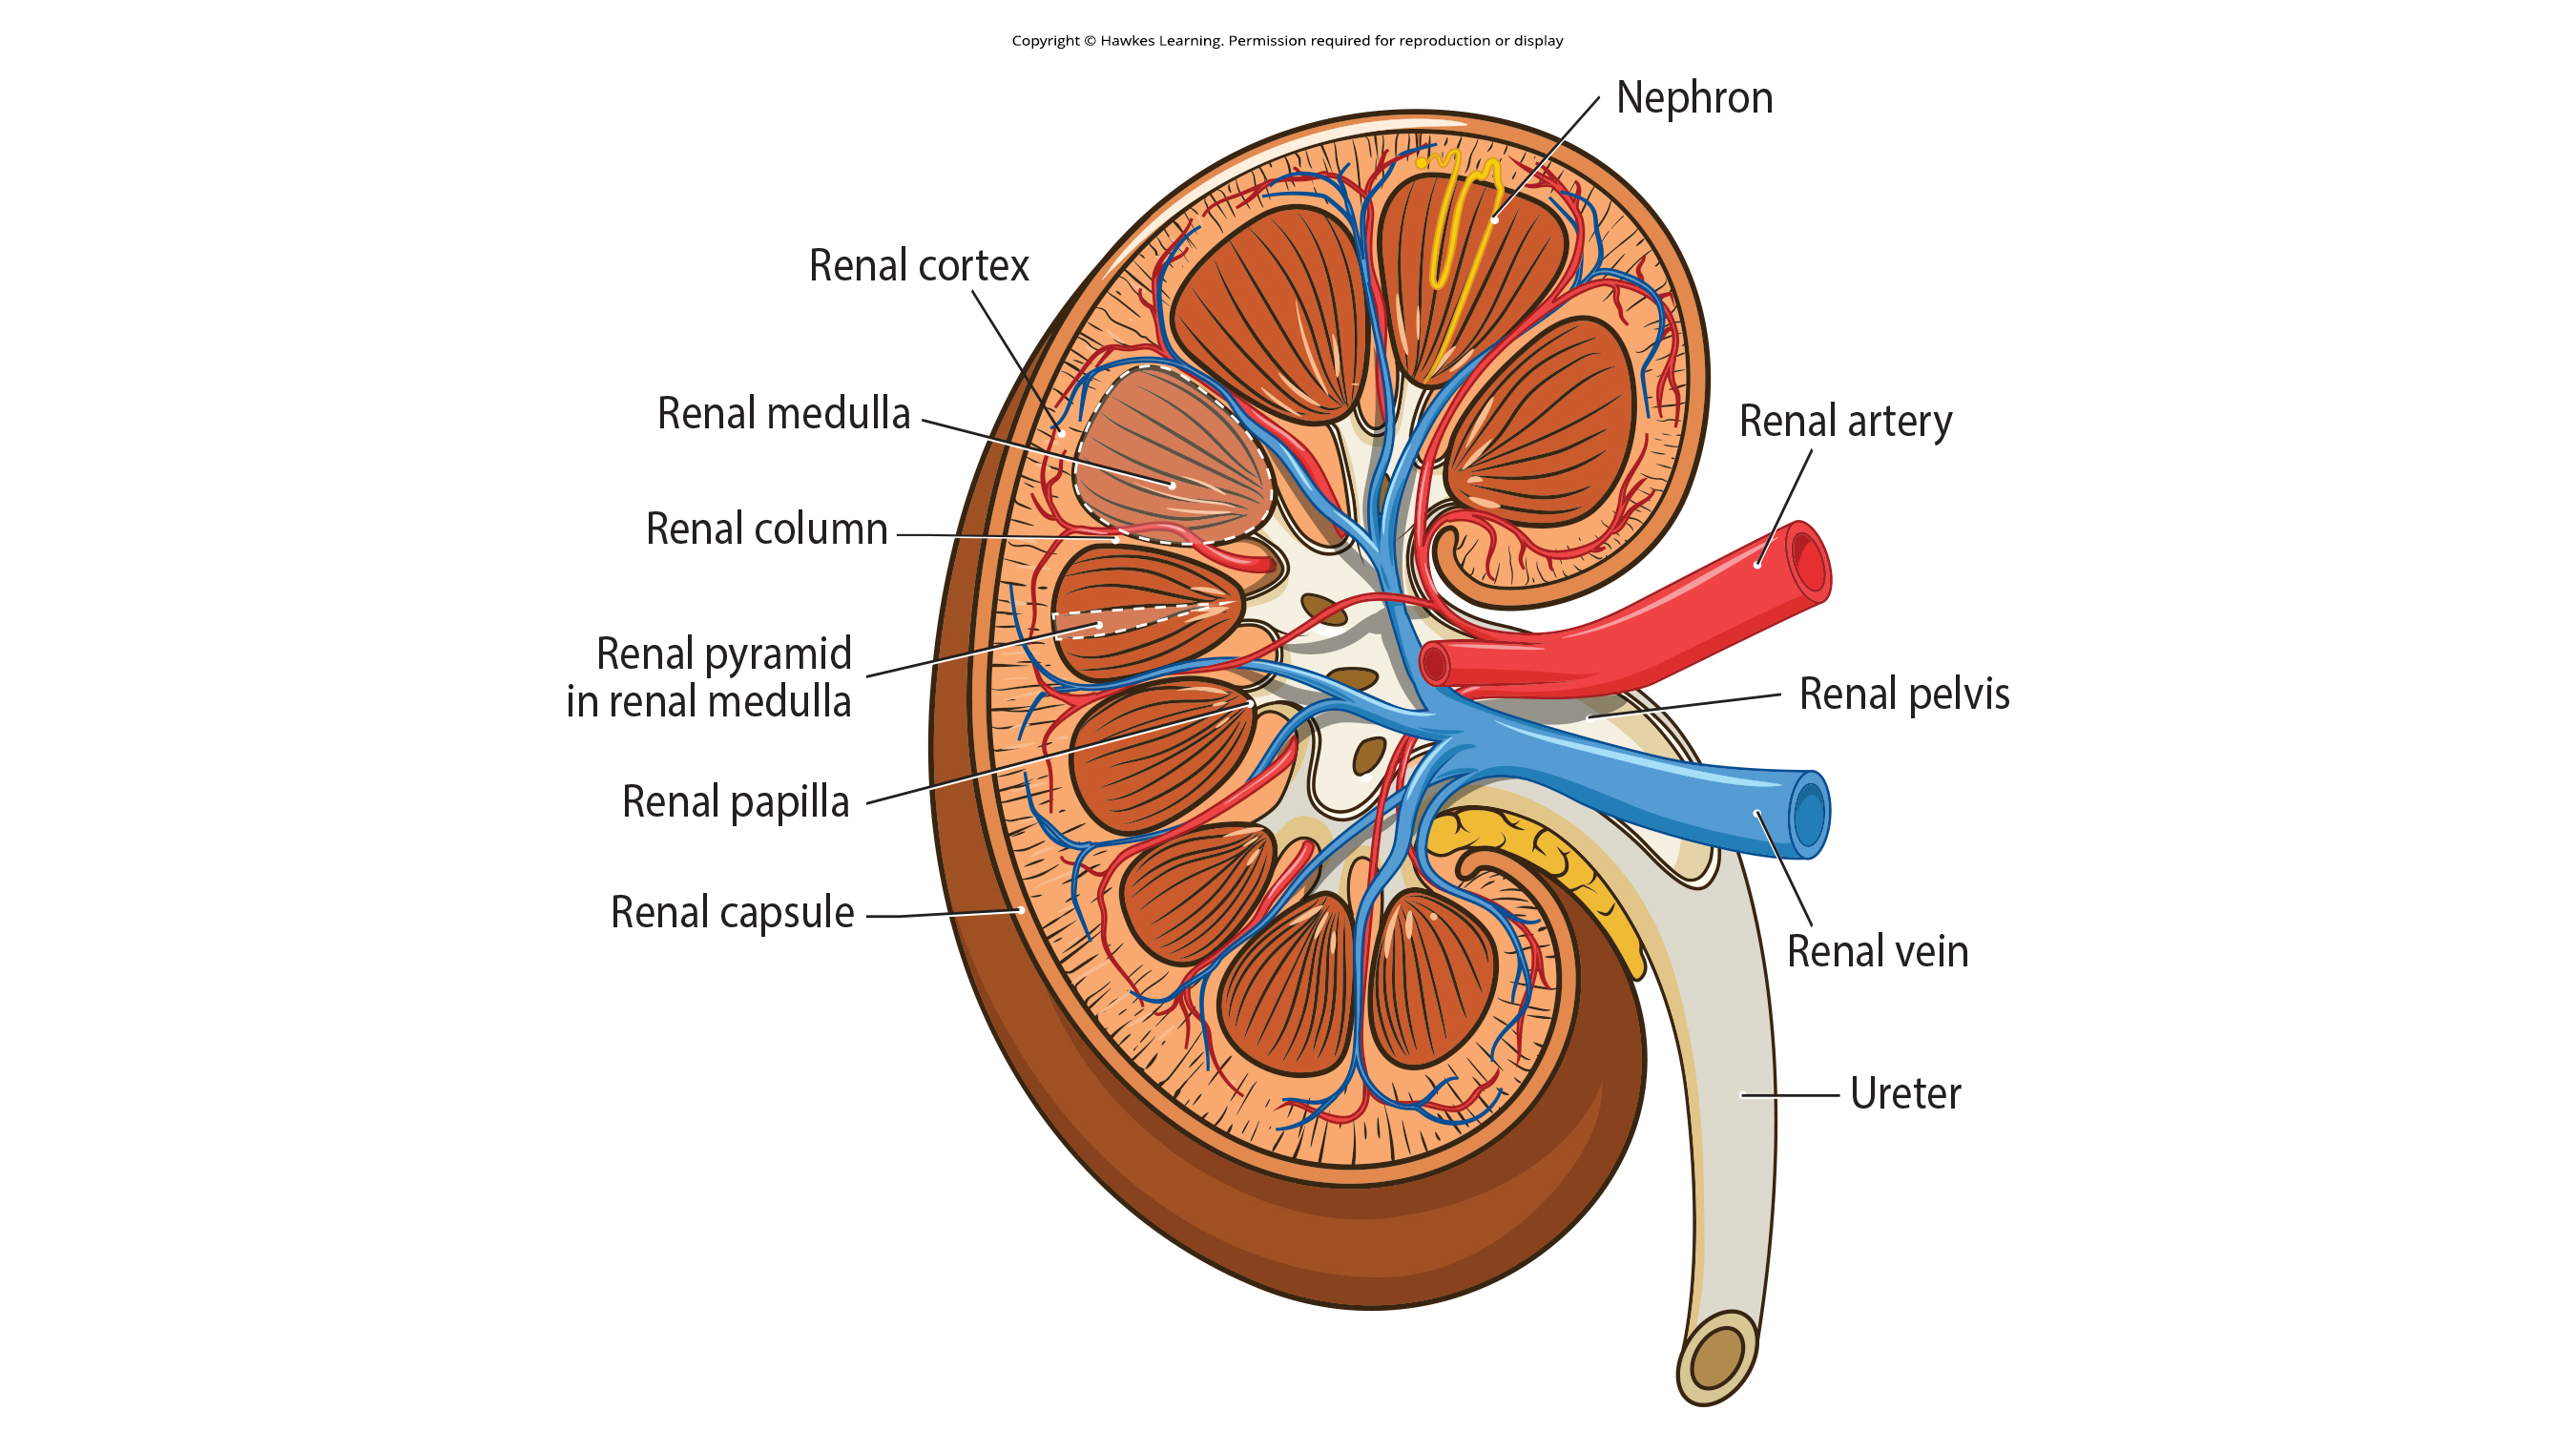 Copyright © Hawkes Learning. Permission required for reproduction or display
Nephron
Renal cortex
Renal medulla
Renal artery
Renal column
Renal pyramid
in renal medulla
Renal pelvis
Renal papilla
Renal capsule
Renal vein
Ureter